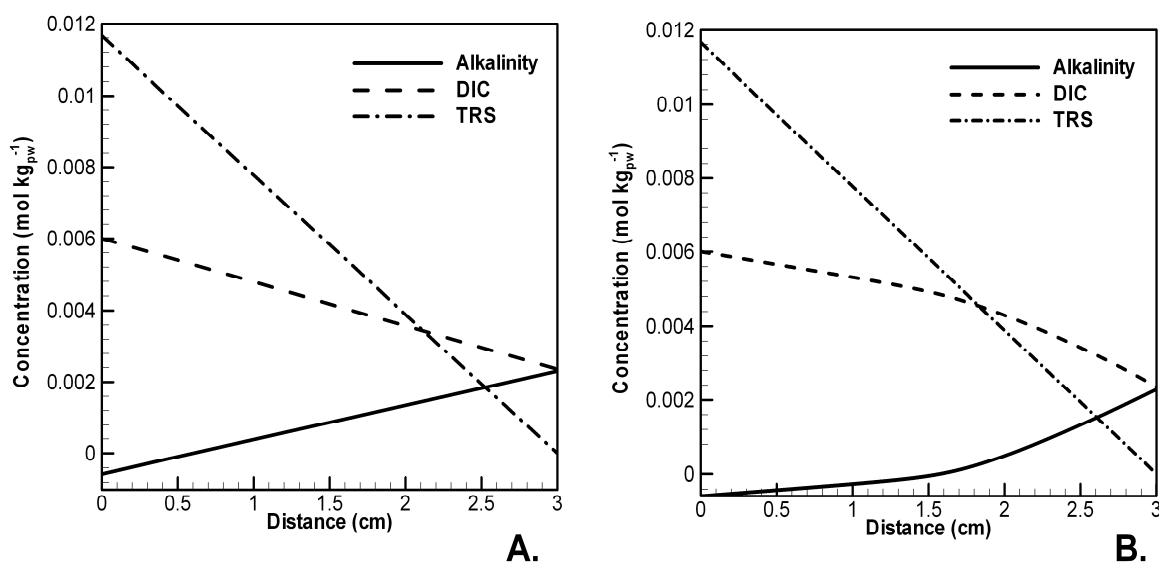 0.012
0.01
0.008
0.006
0.004
0.002
0
Concentration (mol kg_pw^-1)
Alkalinity
DIC
TRS
0 0.5 1 1.5 2 2.5 3
Distance (cm)
A.
0.012
0.01
0.008
0.006
0.004
0.002
0
Concentration (mol kg_pw^-1)
Alkalinity
DIC
TRS
0 0.5 1 1.5 2 2.5 3
Distance (cm)
B.